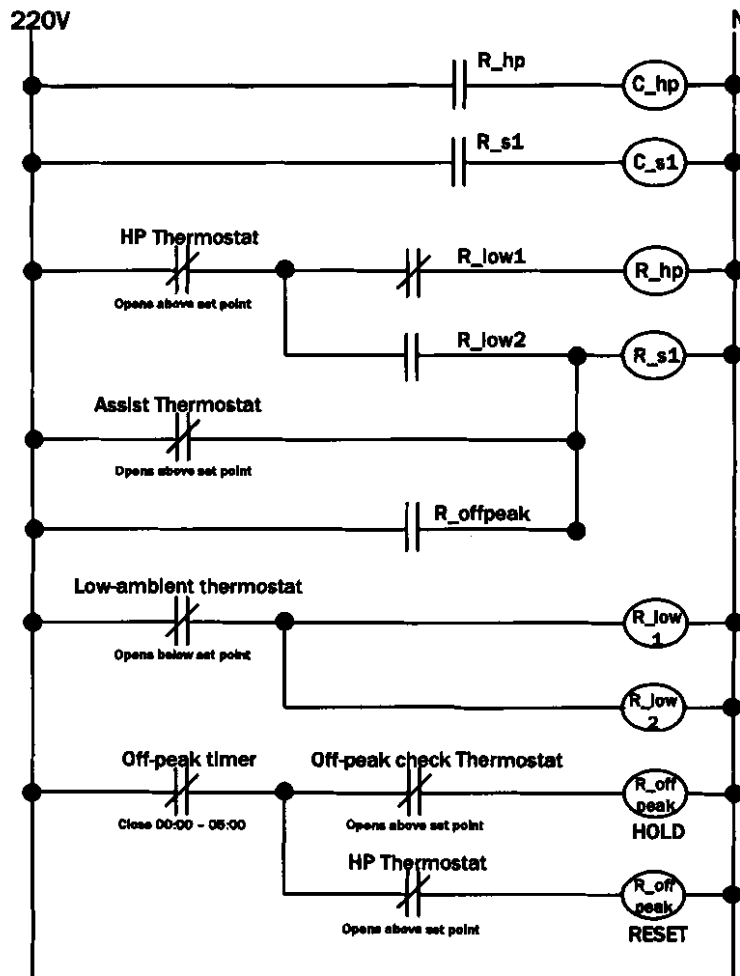 220V
N
R_hp
C_hp
R_s1
C_s1
HP Thermostat
Opens above set point
R_low1
R_hp
R_low2
R_s1
Assist Thermostat
Opens above set point
R_offpeak
Low-ambient thermostat
Opens below set point
R_low
1
R_low
2
Off-peak timer
Close 00:00 – 05:00
Off-peak check Thermostat
Opens above set point
R_off
peak
HOLD
HP Thermostat
Opens above set point
R_off
peak
RESET